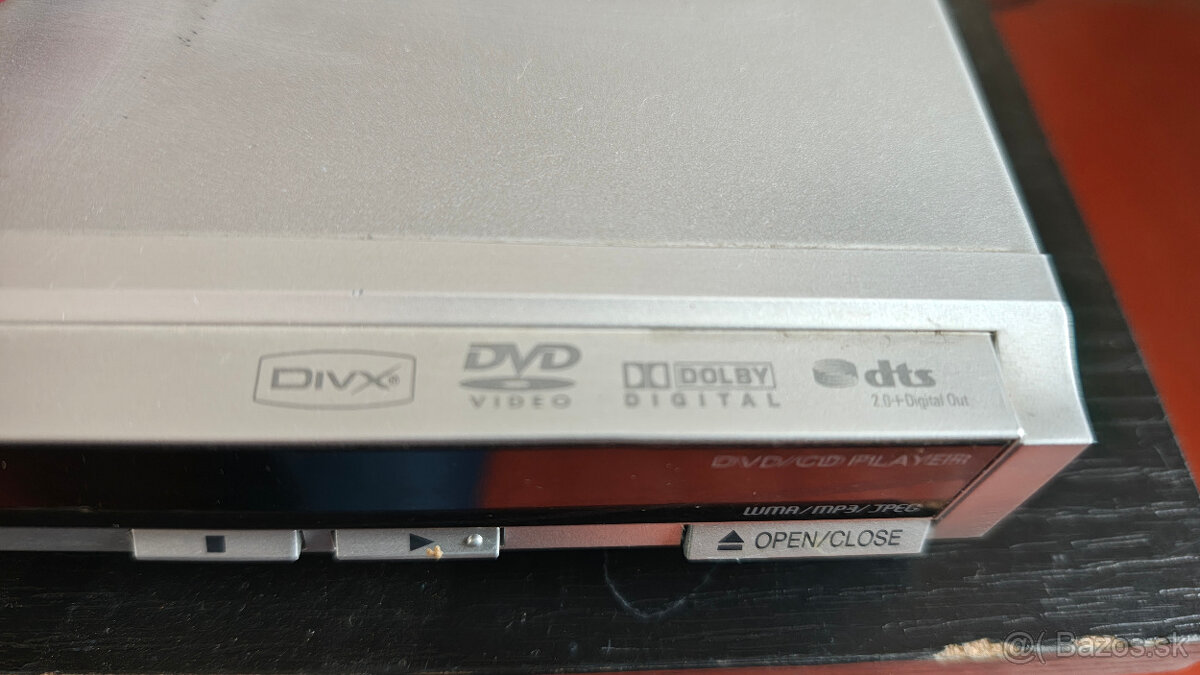 DIVX®
DVD
VIDEO
DOLBY
DIGITAL
dts
2.0+Digital Out
DVD/CD PLAYER
WMA/MP3/JPEG
OPEN/CLOSE
@( Bazos.sk